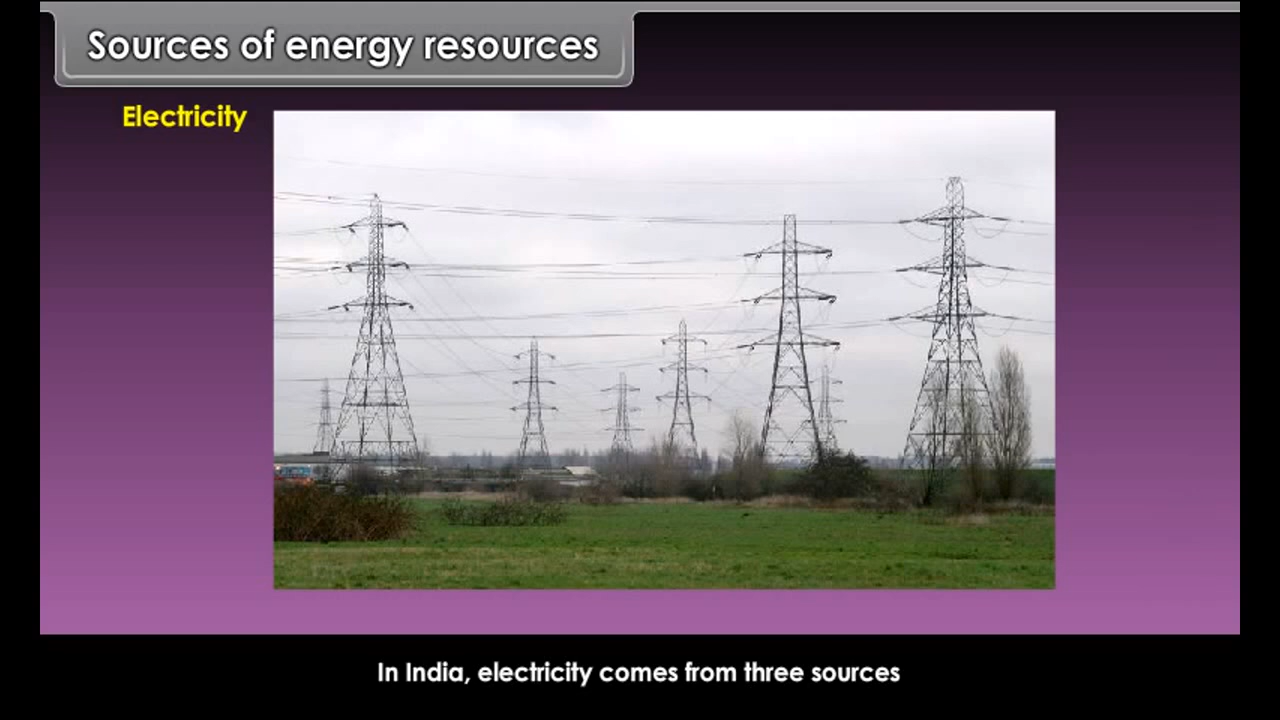 Sources of energy resources
Electricity
In India, electricity comes from three sources